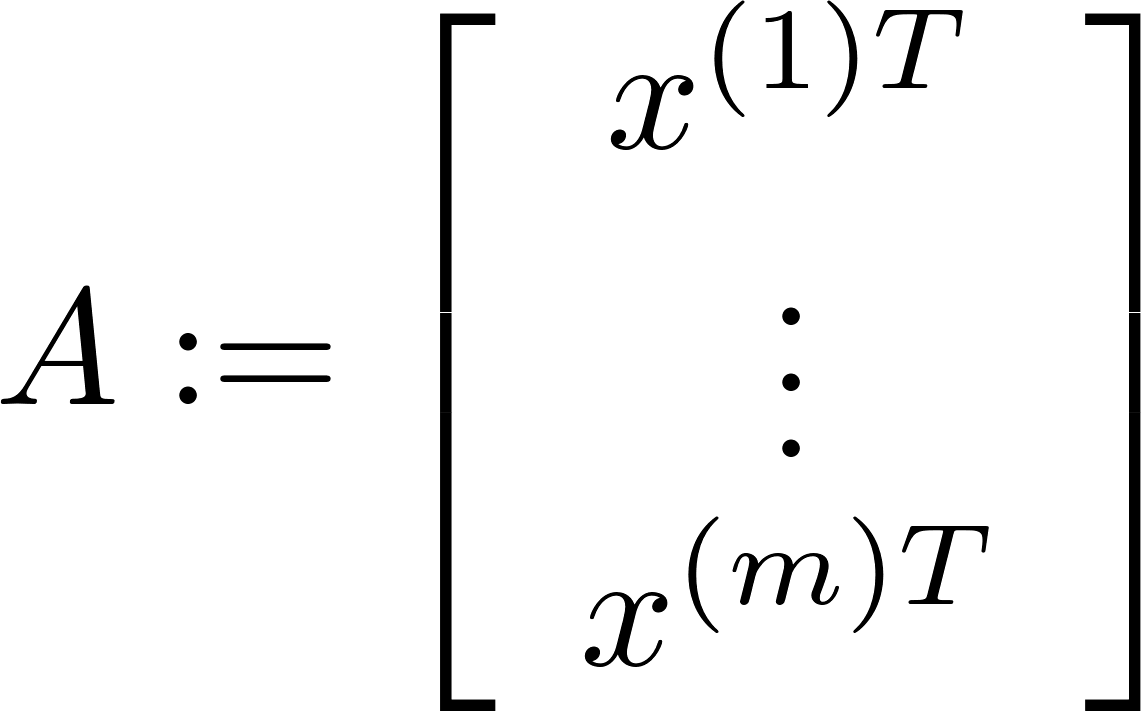 x^{(1)T}
A := [ ⋮ ]
x^{(m)T}